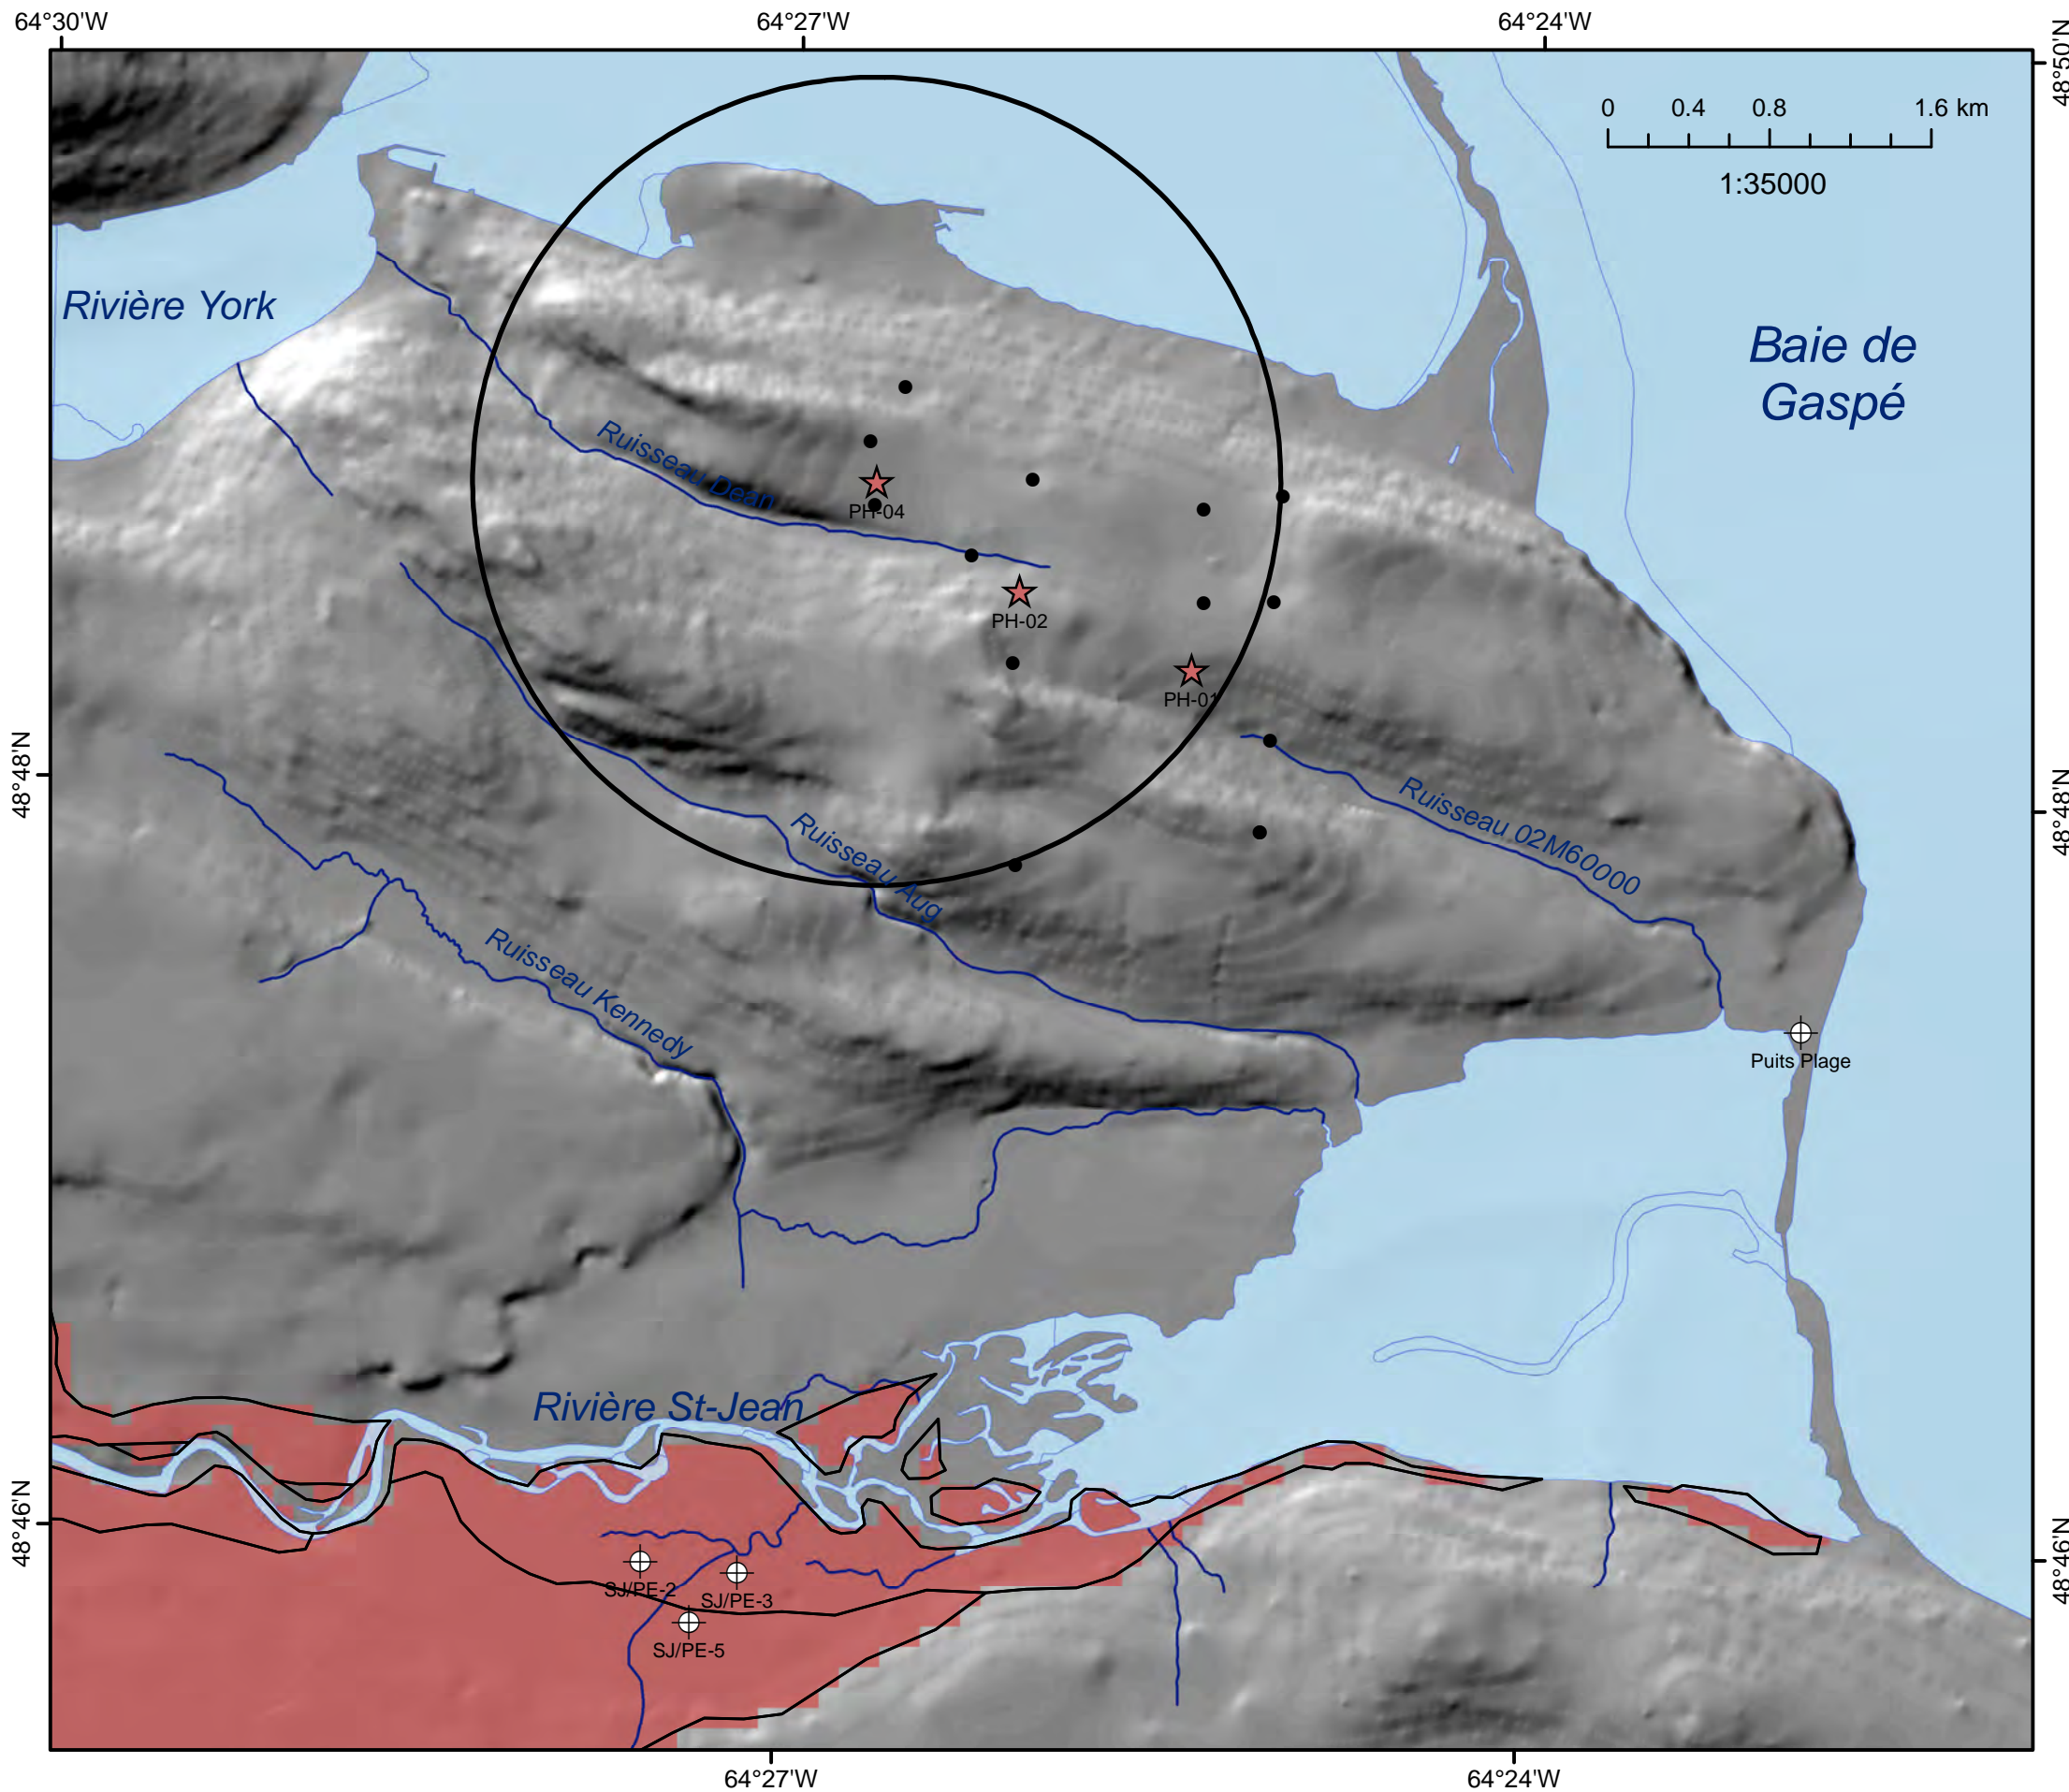 64°30'W
64°27'W
64°24'W
48°50'N
0 0.4 0.8 1.6 km
1:35000
Rivière York
Baie de
Gaspé
Ruisseau Dean
PH-04
PH-02
PH-01
48°48'N
48°48'N
Ruisseau 02M60000
Ruisseau Aug
Ruisseau Kennedy
Puits Plage
Rivière St-Jean
48°46'N
48°46'N
SJ/PE-2
SJ/PE-3
SJ/PE-5
64°27'W
64°24'W